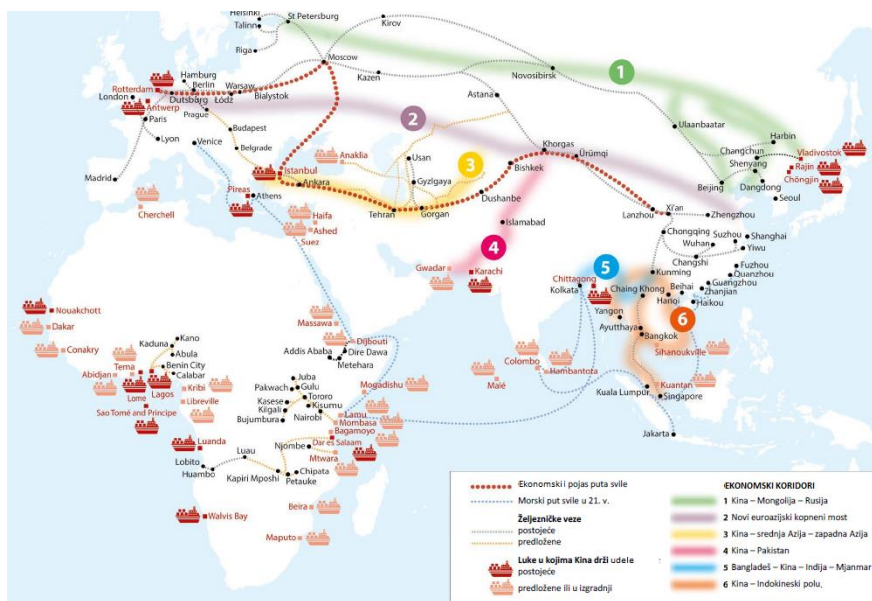 Helsinki
St Petersburg
Kirov
Talinn
Riga
Moscow
1
Hamburg
Berlin
Kazen
Novosibirsk
Rotterdam
Warsaw
London
Dutsburg
Łódż
Bialystok
Astana
Antwerp
Prague
Ulaanbaatar
Harbin
Paris
2
Budapest
Changchun
Vladivostok
Lyon
Venice
Belgrade
Anaklia
Usan
3
Khorgas
Ürümqi
Shenyang
Rajin
Bishkek
Chôngjin
Madrid
Istanbul
Gyzlgaya
Beijing
Dangdong
Ankara
Dushanbe
Seoul
Pireas
Athens
Tehran
Gorgan
Lanzhou
Xi'an
Zhengzou
Cherchell
Haifa
Islamabad
Chongqing
Suzhou
Shanghai
Ashed
Wuhan
Yiwu
Suez
4
Changshi
Gwadar
Karachi
5
Kunming
Fuzhou
Quanzhou
Chittagong
Beihai
Guangzhou
Kolkata
Chaing Khong
Zhanjian
Hanoi
Haikou
Nouakchott
Massawa
Yangon
6
Dakar
Djibouti
Ayutthaya
Kano
Addis Ababa
Dire Dawa
Bangkok
Conakry
Kaduna
Metehara
Colombo
Sihanoukville
Abula
Hambantota
Tema
Benin City
Juba
Mogadishu
Abidjan
Calabar
Pakwach
Gulu
Malé
Kuantan
Lome
Lagos
Kribi
Kasese
Tororo
Kuala Lumpur
Singapore
Libreville
Kilgali
Kisumu
Lamu
Sao Tomé and Principe
Bujumbura
Nairobi
Mombasa
Bagamoyo
Jakarta
Luanda
Dar es Salaam
Njombe
Mtwara
Lobito
Luau
Huambo
Chipata
Kapiri Mposhi
Petauke
Beira
Walvis Bay
Maputo
Ekonomski pojas puta svile
Morski put svile u 21. v.
Željezničke veze
postojeće
predložene
Luke u kojima Kina drži udele
postojeće
predložene ili u izgradnji
EKONOMSKI KORIDORI
1 Kina – Mongolija – Rusija
2 Novi euroazijski kopneni most
3 Kina – srednja Azija – zapadna Azija
4 Kina – Pakistan
5 Bangladeš – Kina – Indija – Mjanmar
6 Kina – Indokineski polu,